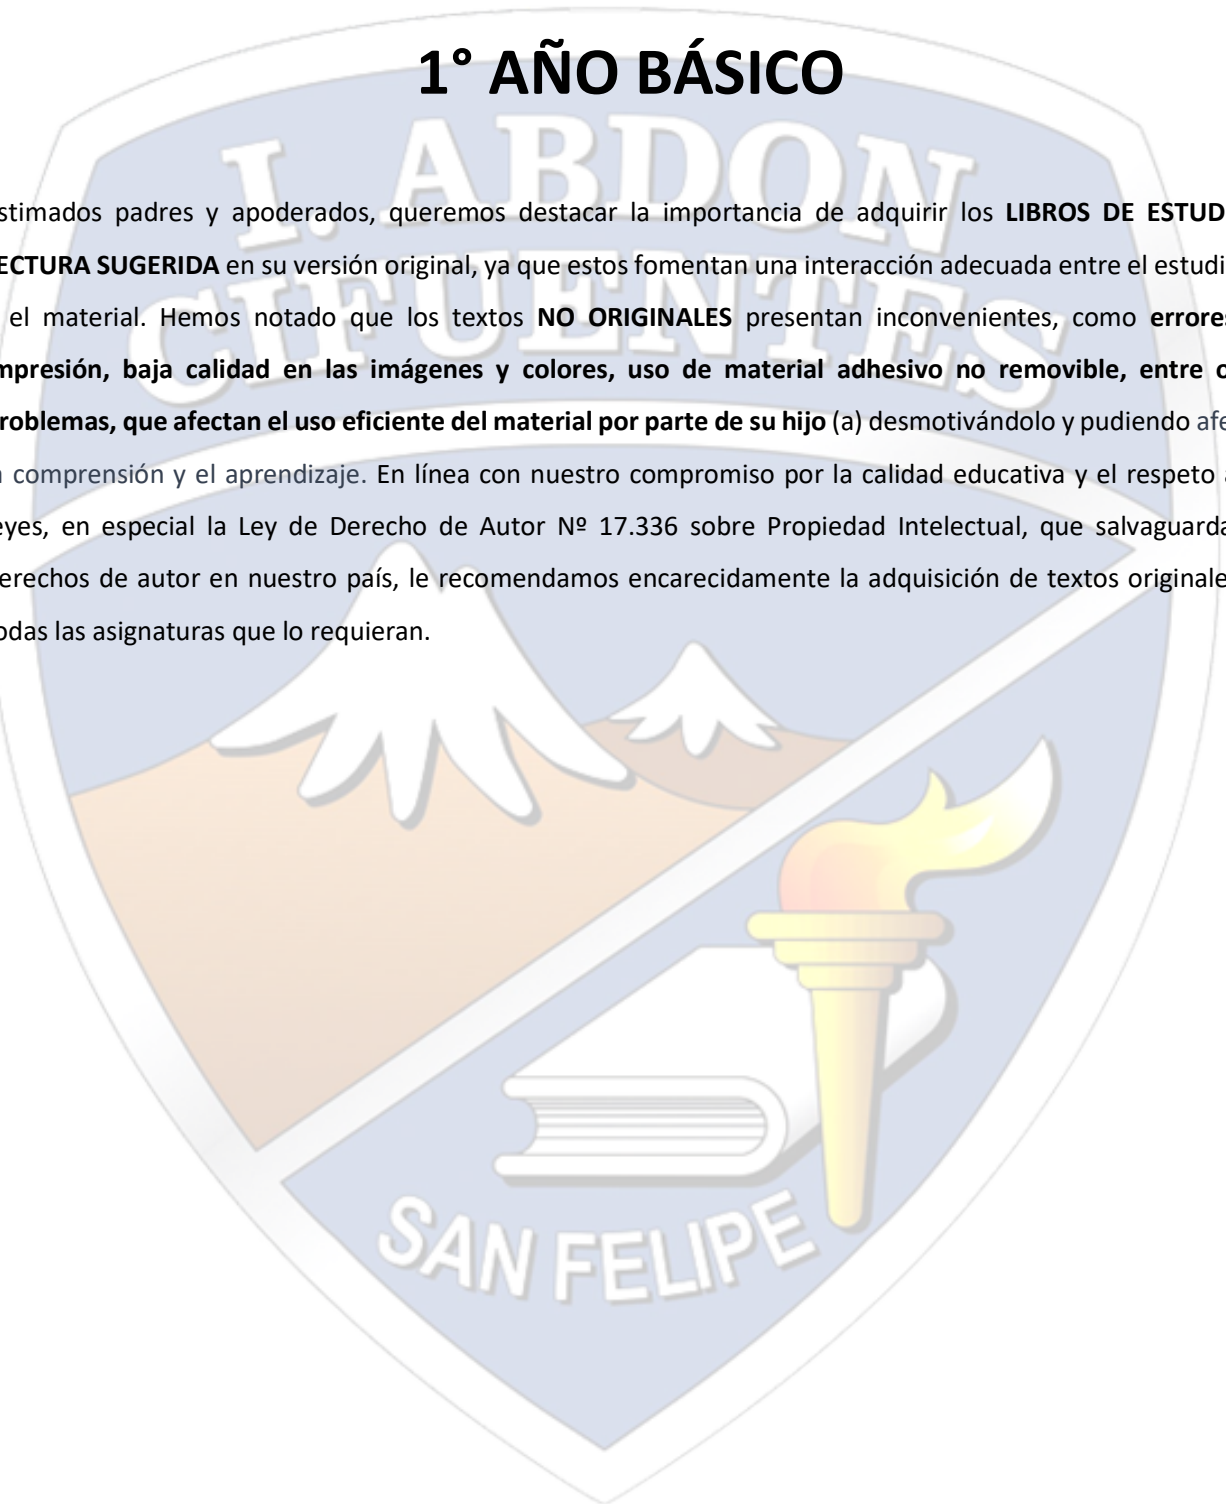 1° AÑO BÁSICO
I. ABDON
CIFUENTES
stimados padres y apoderados, queremos destacar la importancia de adquirir los LIBROS DE ESTUD
ECTURA SUGERIDA en su versión original, ya que estos fomentan una interacción adecuada entre el estudi
el material. Hemos notado que los textos NO ORIGINALES presentan inconvenientes, como errores
mpresión, baja calidad en las imágenes y colores, uso de material adhesivo no removible, entre o
roblemas, que afectan el uso eficiente del material por parte de su hijo (a) desmotivándolo y pudiendo afe
a comprensión y el aprendizaje. En línea con nuestro compromiso por la calidad educativa y el respeto a
eyes, en especial la Ley de Derecho de Autor Nº 17.336 sobre Propiedad Intelectual, que salvaguarda
erechos de autor en nuestro país, le recomendamos encarecidamente la adquisición de textos originale
odas las asignaturas que lo requieran.
SAN FELIPE